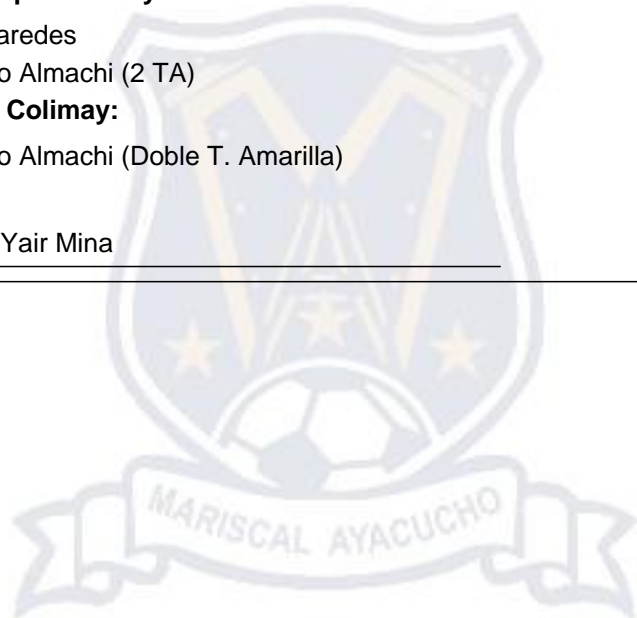 aredes
o Almachi (2 TA)
Colimay:
o Almachi (Doble T. Amarilla)
Yair Mina
MARISCAL AYACUCHO